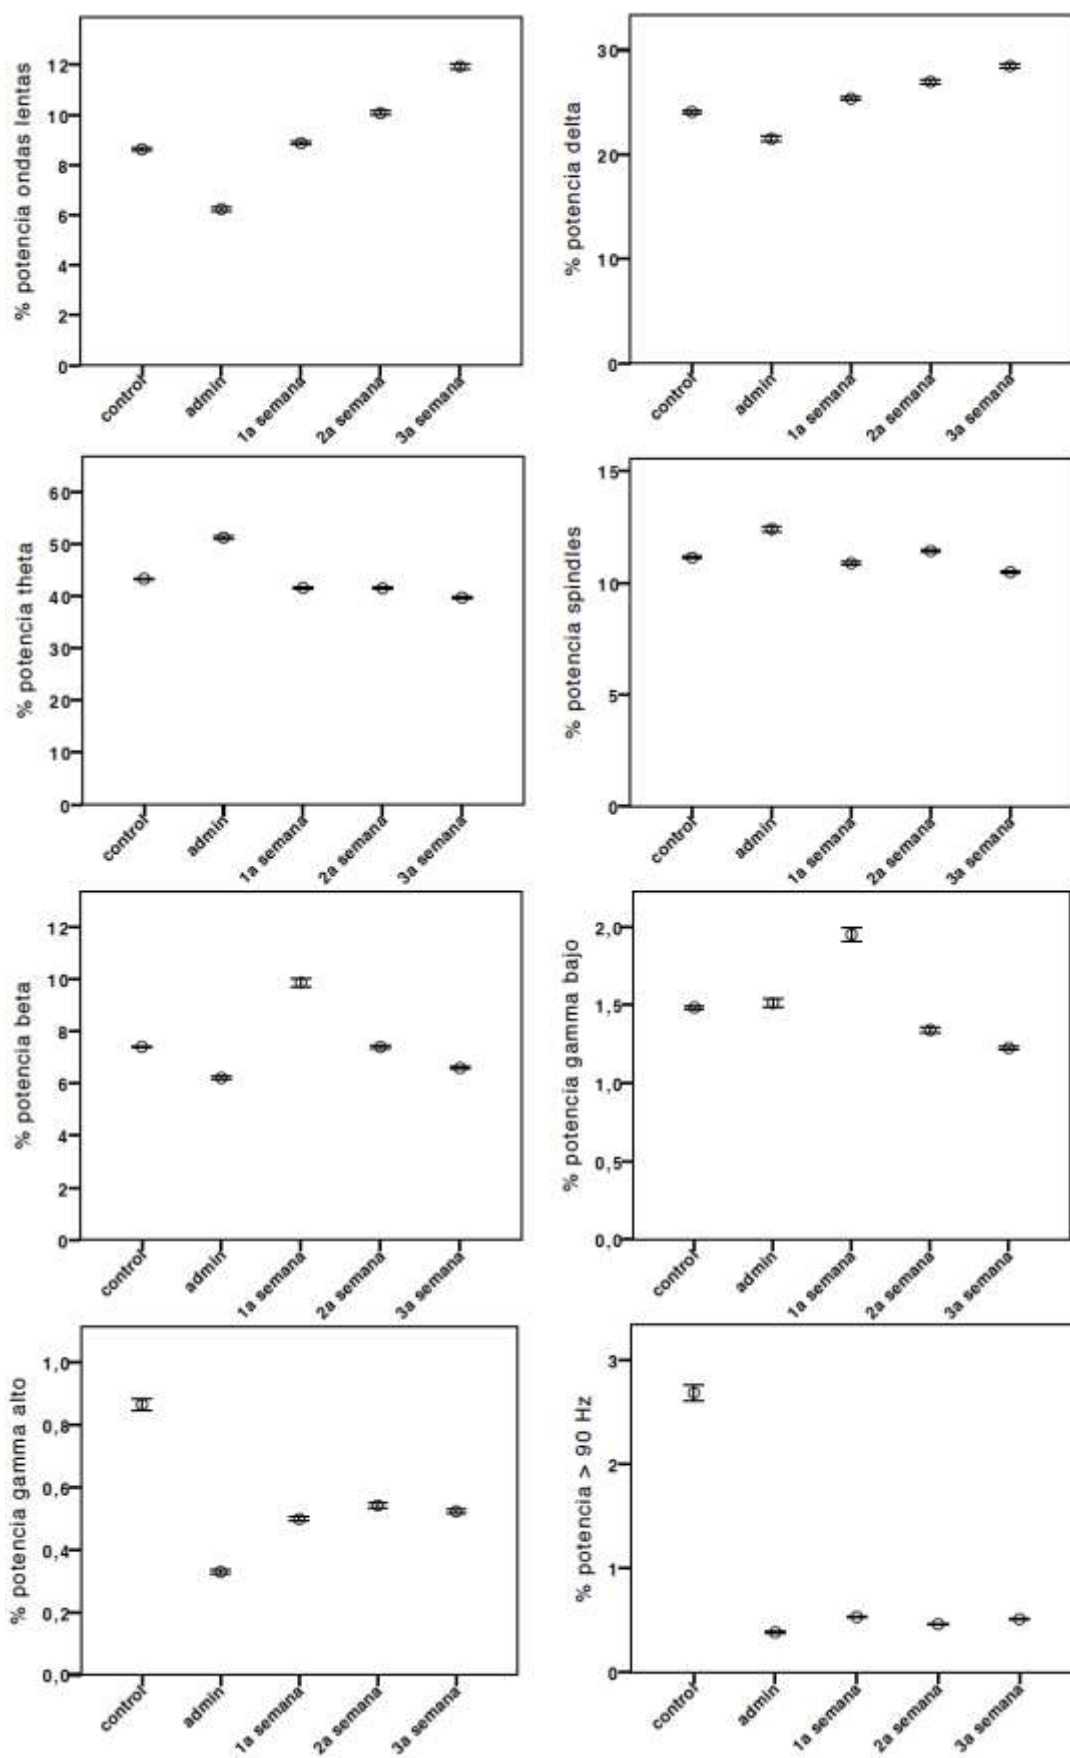 % potencia ondas lentas
12
10
8
6
4
2
0
control
admin
1a semana
2a semana
3a semana
% potencia delta
30
20
10
0
control
admin
1a semana
2a semana
3a semana
% potencia theta
60
50
40
30
20
10
0
control
admin
1a semana
2a semana
3a semana
% potencia spindles
15
10
5
0
control
admin
1a semana
2a semana
3a semana
% potencia beta
12
10
8
6
4
2
0
control
admin
1a semana
2a semana
3a semana
% potencia gamma bajo
2,0
1,5
1,0
0,5
0,0
control
admin
1a semana
2a semana
3a semana
% potencia gamma alto
1,0
0,8
0,6
0,4
0,2
0,0
control
admin
1a semana
2a semana
3a semana
% potencia > 90 Hz
3
2
1
0
control
admin
1a semana
2a semana
3a semana